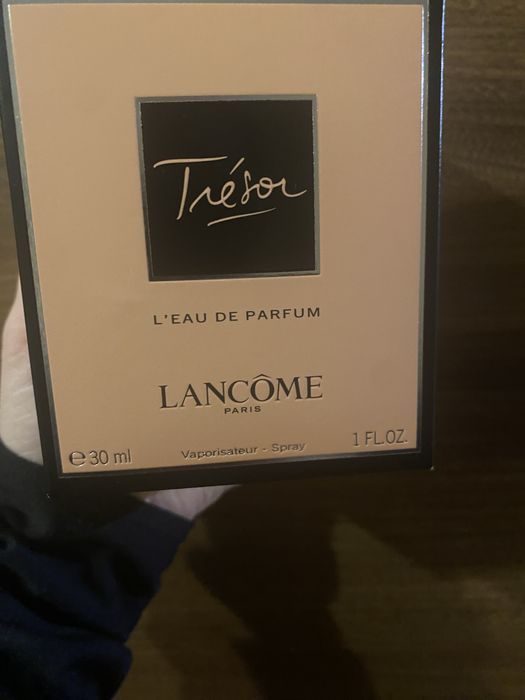 Trésor
L'EAU DE PARFUM
LANCÔME
PARIS
℮30 ml
Vaporisateur - Spray
1 FL.OZ.